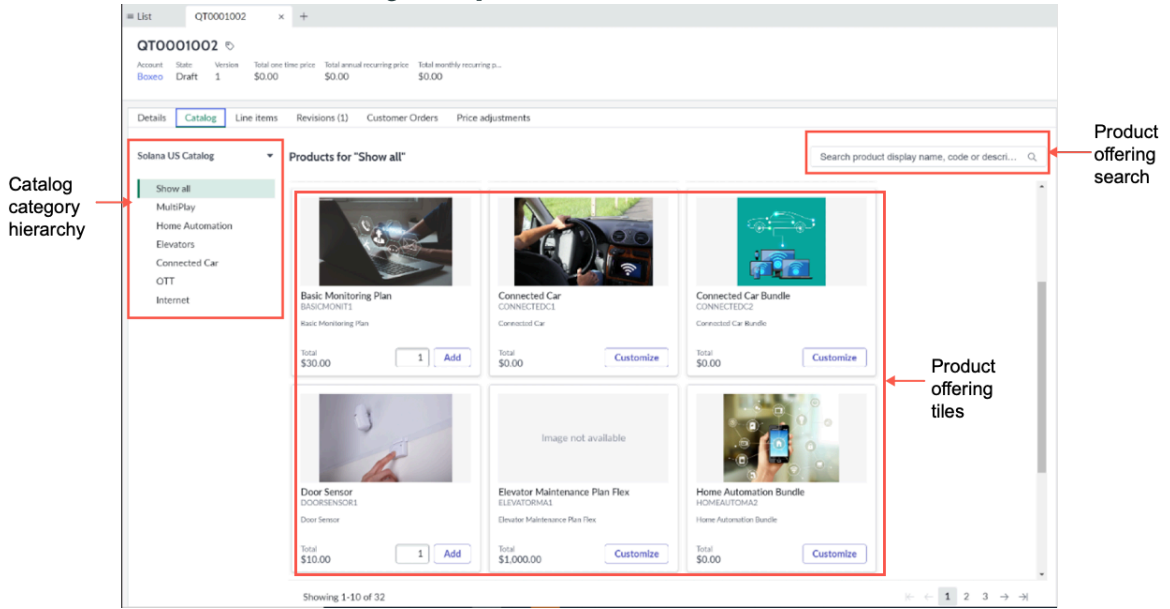 List
QT0001002
QT0001002
Account State Version Total one time price Total annual recurring price Total monthly recurring p...
Boxeo Draft 1 $0.00 $0.00 $0.00
Details Catalog Line items Revisions (1) Customer Orders Price adjustments
Solana US Catalog
Products for "Show all"
Search product display name, code or descri...
Product
offering
search
Catalog
category
hierarchy
Show all
MultiPlay
Home Automation
Elevators
Connected Car
OTT
Internet
Basic Monitoring Plan
BASICMONIT1
Basic Monitoring Plan
Total
$30.00
1 Add
Connected Car
CONNECTEDC1
Connected Car
Total
$0.00
Customize
Connected Car Bundle
CONNECTEDC2
Connected Car Bundle
Total
$0.00
Customize
Product
offering
tiles
Door Sensor
DOORSENSOR1
Door Sensor
Total
$10.00
1 Add
Image not available
Elevator Maintenance Plan Flex
ELEVATORMA1
Elevator Maintenance Plan Flex
Total
$1,000.00
Customize
Home Automation Bundle
HOMEAUTOMA2
Home Automation Bundle
Total
$0.00
Customize
Showing 1-10 of 32
1 2 3